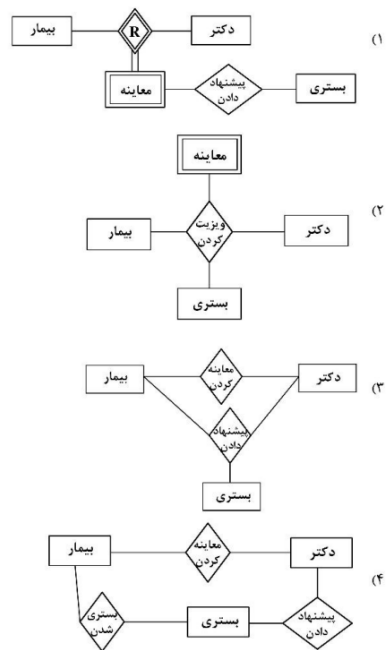 بیمار
R
دکتر
(۱
معاینه
پیشنهاد
دادن
بستری
معاینه
(۲
بیمار
ویزیت
کردن
دکتر
بستری
بیمار
معاینه
کردن
دکتر
(۳
پیشنهاد
دادن
بستری
بیمار
معاینه
کردن
دکتر
(۴
بستری
شدن
بستری
پیشنهاد
دادن